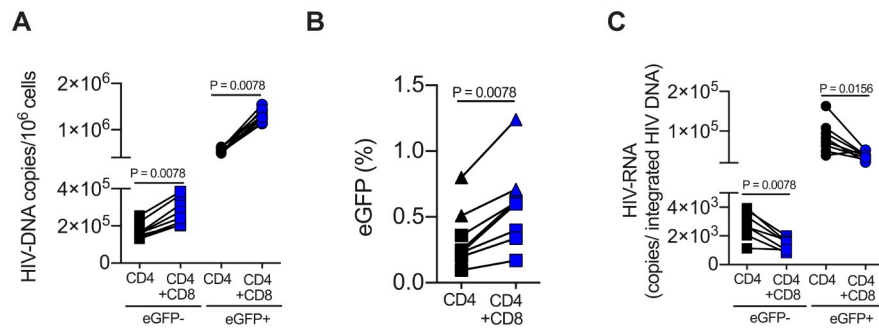 A
HIV-DNA copies/10⁶ cells
2×10⁶
1×10⁶
4×10⁵
2×10⁵
0
P = 0.0078
P = 0.0078
CD4 CD4 CD4 CD4
+CD8 +CD8
eGFP- eGFP+
B
eGFP (%)
1.5
1.0
0.5
0.0
P = 0.0078
CD4 CD4
+CD8
C
HIV-RNA
(copies/ integrated HIV DNA)
2×10⁵
1×10⁵
4×10³
2×10³
0
P = 0.0156
P = 0.0078
CD4 CD4 CD4 CD4
+CD8 +CD8
eGFP- eGFP+